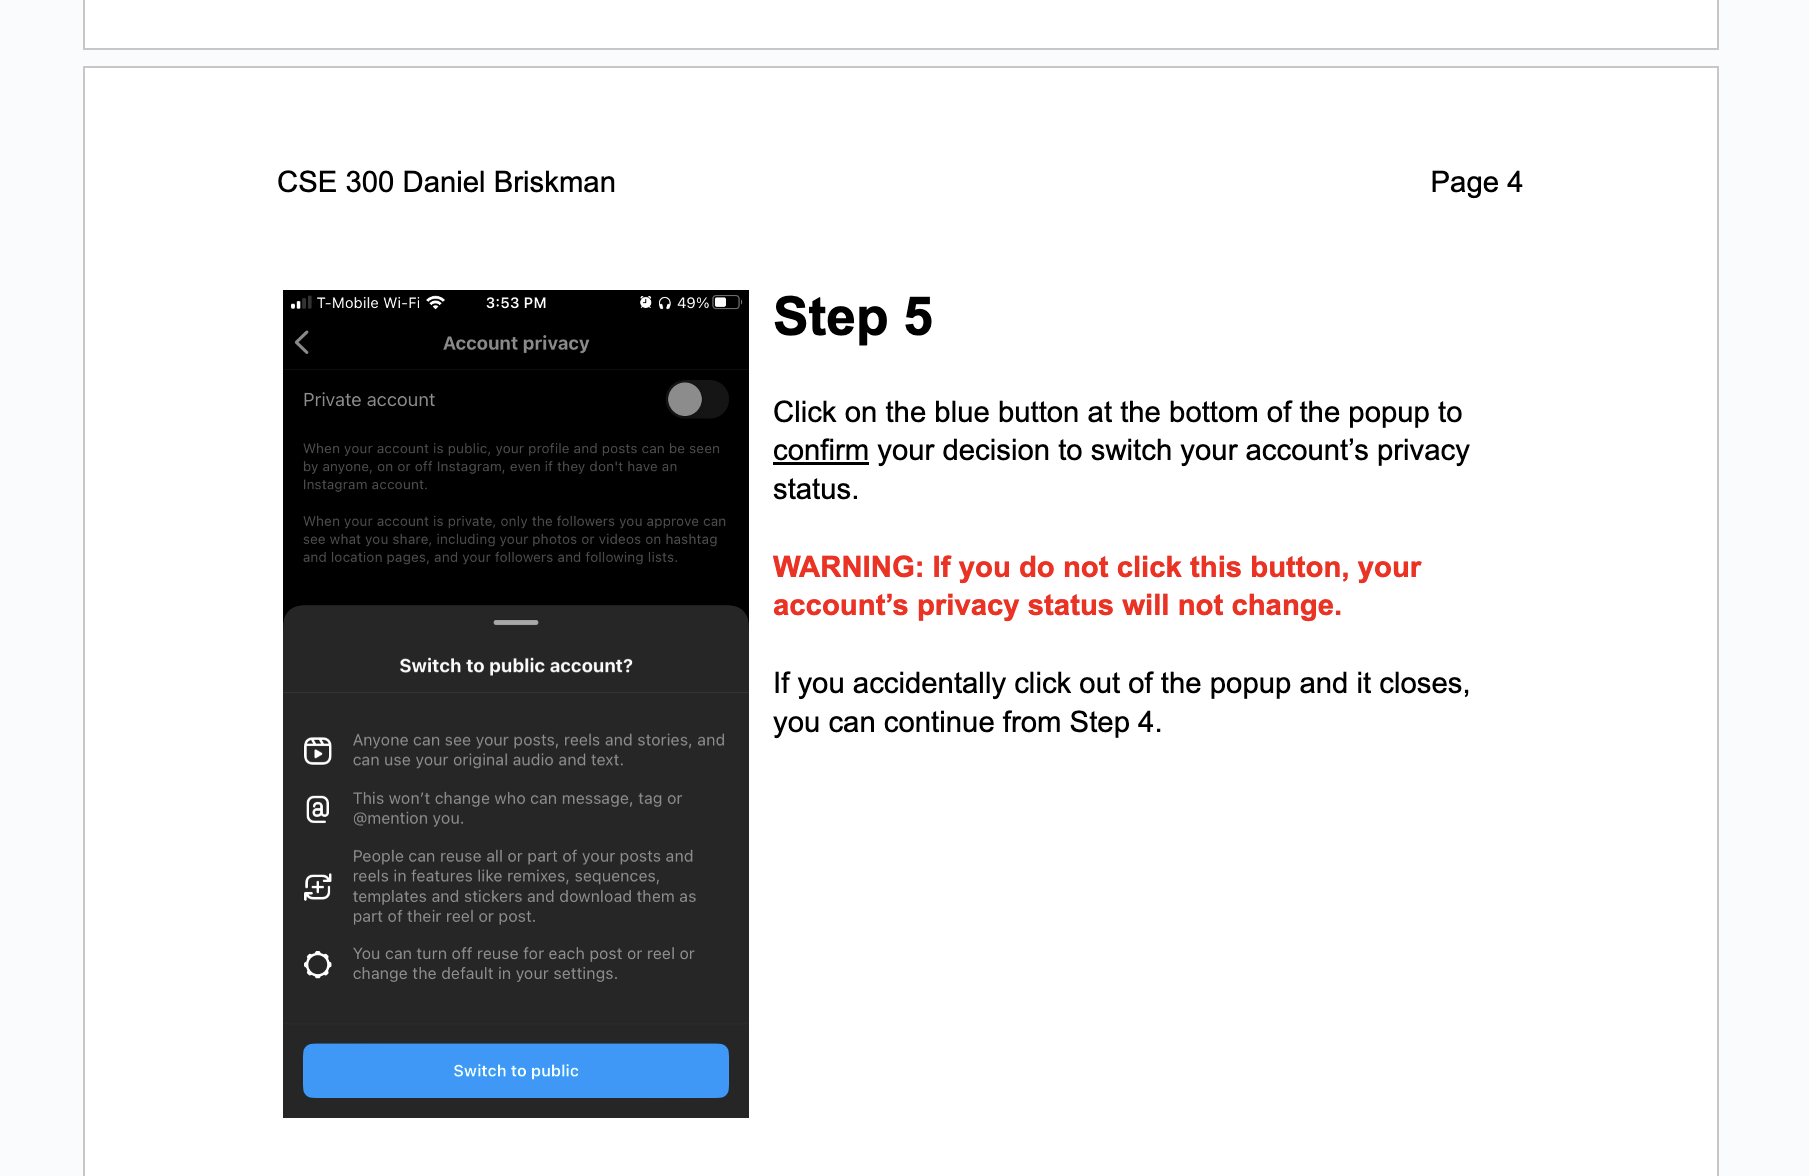 CSE 300 Daniel Briskman
Page 4
T-Mobile Wi-Fi 3:53 PM 49%
Account privacy
Private account
When your account is public, your profile and posts can be seen
by anyone, on or off Instagram, even if they don't have an
Instagram account.
When your account is private, only the followers you approve can
see what you share, including your photos or videos on hashtag
and location pages, and your followers and following lists.
Switch to public account?
Anyone can see your posts, reels and stories, and
can use your original audio and text.
This won’t change who can message, tag or
@mention you.
People can reuse all or part of your posts and
reels in features like remixes, sequences,
templates and stickers and download them as
part of their reel or post.
You can turn off reuse for each post or reel or
change the default in your settings.
Switch to public
Step 5
Click on the blue button at the bottom of the popup to
confirm your decision to switch your account’s privacy
status.
WARNING: If you do not click this button, your
account’s privacy status will not change.
If you accidentally click out of the popup and it closes,
you can continue from Step 4.